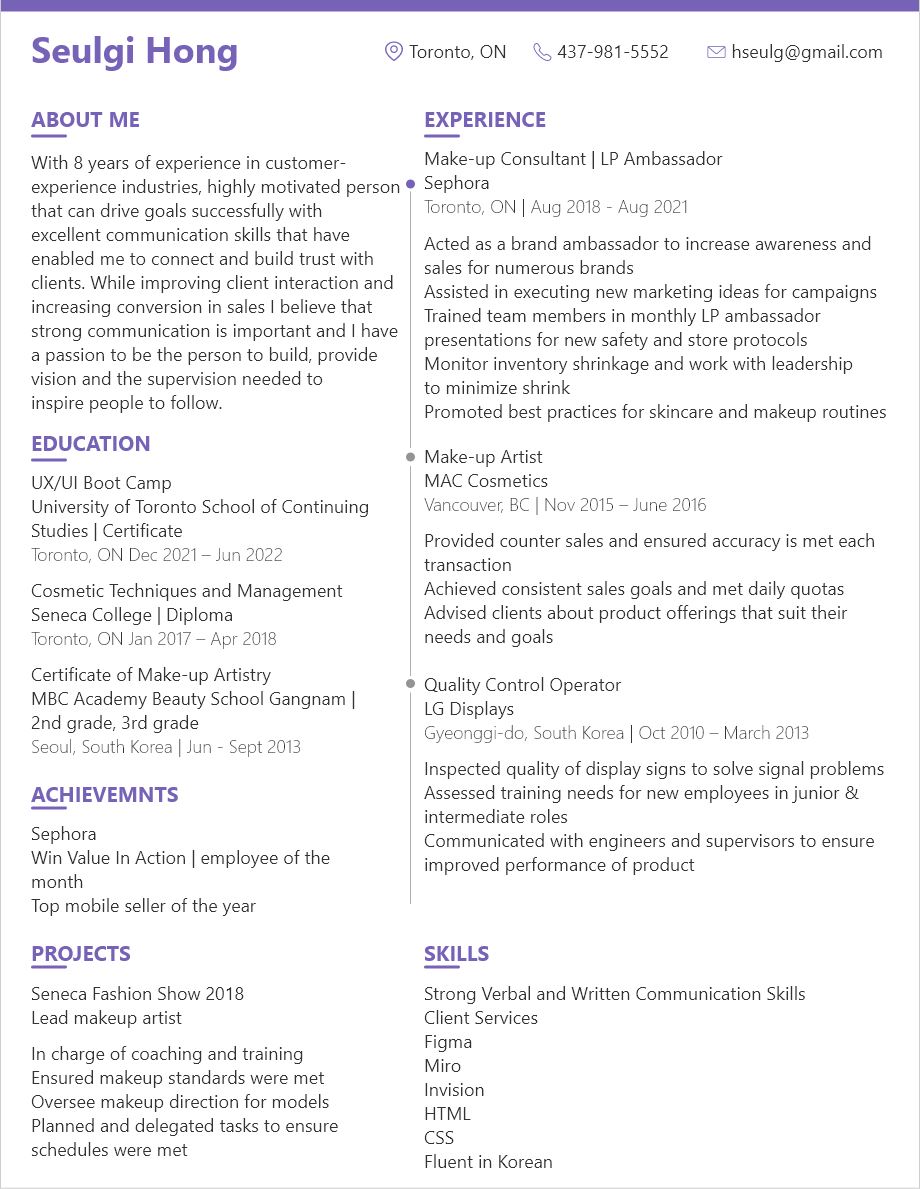 Seulgi Hong
Toronto, ON
437-981-5552
hseulg@gmail.com
ABOUT ME
With 8 years of experience in customer-
experience industries, highly motivated person
that can drive goals successfully with
excellent communication skills that have
enabled me to connect and build trust with
clients. While improving client interaction and
increasing conversion in sales I believe that
strong communication is important and I have
a passion to be the person to build, provide
vision and the supervision needed to
inspire people to follow.
EDUCATION
UX/UI Boot Camp
University of Toronto School of Continuing
Studies | Certificate
Toronto, ON Dec 2021 – Jun 2022
Cosmetic Techniques and Management
Seneca College | Diploma
Toronto, ON Jan 2017 – Apr 2018
Certificate of Make-up Artistry
MBC Academy Beauty School Gangnam |
2nd grade, 3rd grade
Seoul, South Korea | Jun - Sept 2013
ACHIEVEMNTS
Sephora
Win Value In Action | employee of the
month
Top mobile seller of the year
EXPERIENCE
Make-up Consultant | LP Ambassador
Sephora
Toronto, ON | Aug 2018 - Aug 2021
Acted as a brand ambassador to increase awareness and
sales for numerous brands
Assisted in executing new marketing ideas for campaigns
Trained team members in monthly LP ambassador
presentations for new safety and store protocols
Monitor inventory shrinkage and work with leadership
to minimize shrink
Promoted best practices for skincare and makeup routines
Make-up Artist
MAC Cosmetics
Vancouver, BC | Nov 2015 – June 2016
Provided counter sales and ensured accuracy is met each
transaction
Achieved consistent sales goals and met daily quotas
Advised clients about product offerings that suit their
needs and goals
Quality Control Operator
LG Displays
Gyeonggi-do, South Korea | Oct 2010 – March 2013
Inspected quality of display signs to solve signal problems
Assessed training needs for new employees in junior &
intermediate roles
Communicated with engineers and supervisors to ensure
improved performance of product
PROJECTS
Seneca Fashion Show 2018
Lead makeup artist
In charge of coaching and training
Ensured makeup standards were met
Oversee makeup direction for models
Planned and delegated tasks to ensure
schedules were met
SKILLS
Strong Verbal and Written Communication Skills
Client Services
Figma
Miro
Invision
HTML
CSS
Fluent in Korean